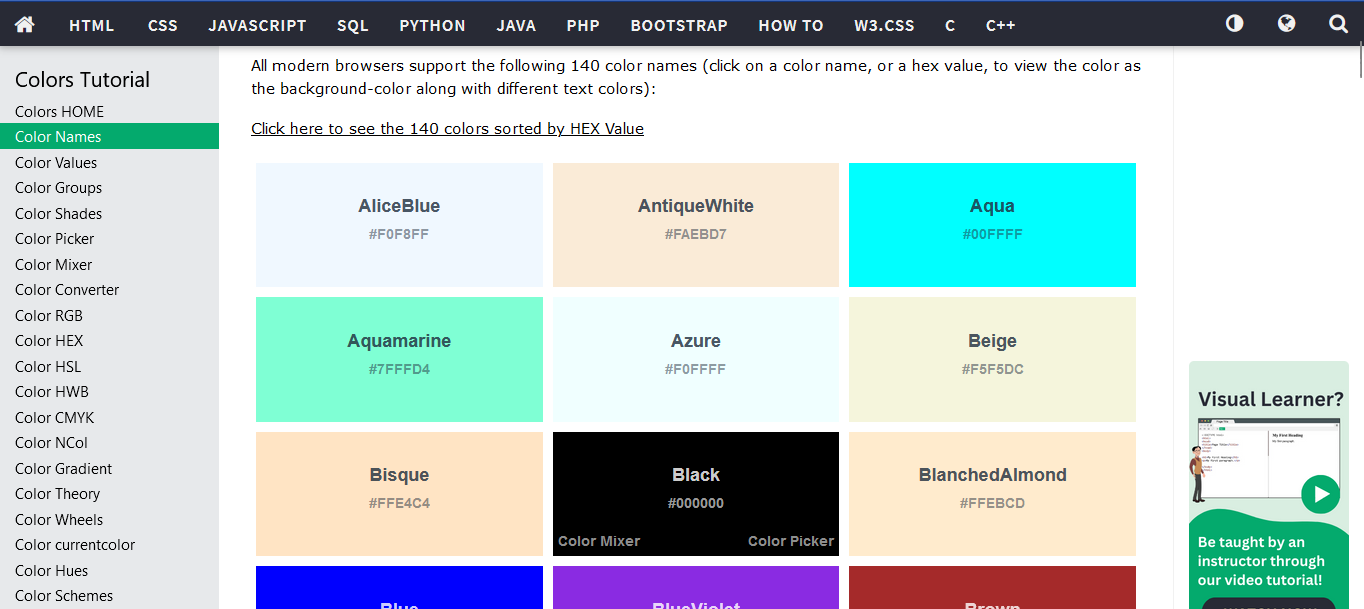 HTML CSS JAVASCRIPT SQL PYTHON JAVA PHP BOOTSTRAP HOW TO W3.CSS C C++
Colors Tutorial
Colors HOME
Color Names
Color Values
Color Groups
Color Shades
Color Picker
Color Mixer
Color Converter
Color RGB
Color HEX
Color HSL
Color HWB
Color CMYK
Color NCol
Color Gradient
Color Theory
Color Wheels
Color currentcolor
Color Hues
Color Schemes
All modern browsers support the following 140 color names (click on a color name, or a hex value, to view the color as
the background-color along with different text colors):
Click here to see the 140 colors sorted by HEX Value
AliceBlue
#F0F8FF
AntiqueWhite
#FAEBD7
Aqua
#00FFFF
Aquamarine
#7FFFD4
Azure
#F0FFFF
Beige
#F5F5DC
Bisque
#FFE4C4
Black
#000000
Color Mixer Color Picker
BlanchedAlmond
#FFEBCD
Blue
BlueViolet
Brown
Visual Learner?
My First Heading
Be taught by an
instructor through
our video tutorial!